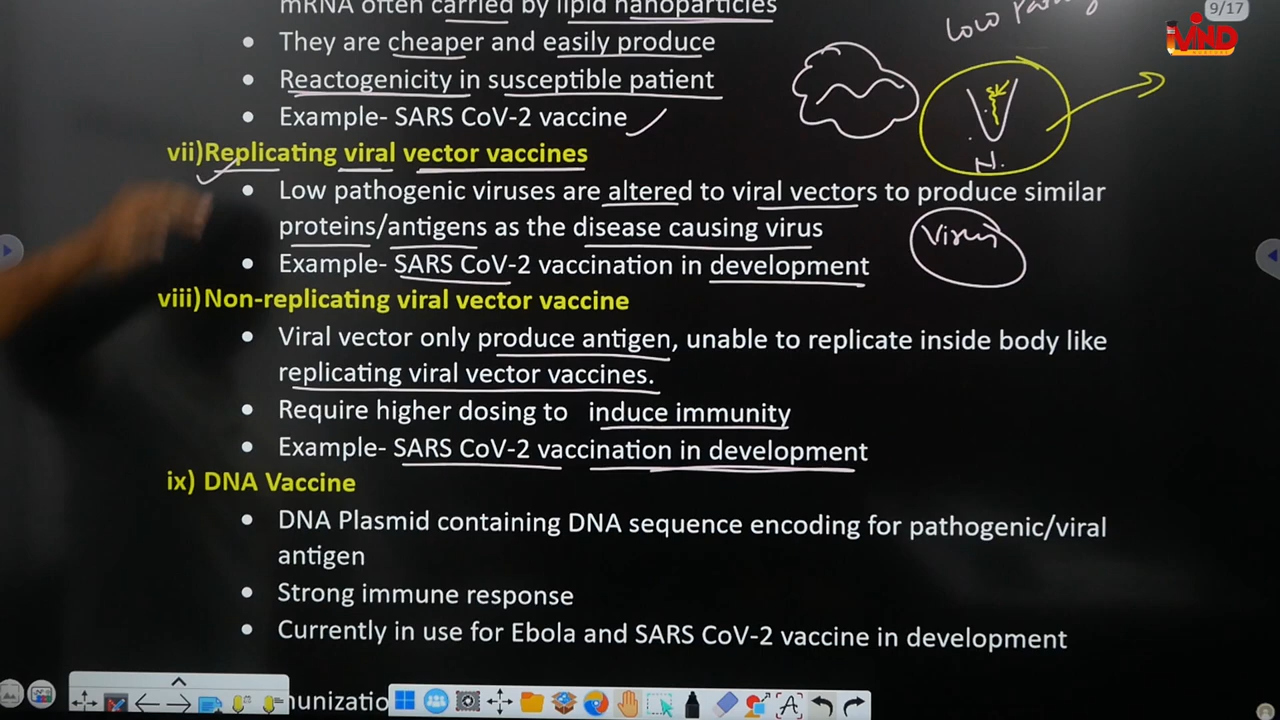 mRNA often carried by lipid nanoparticles
9/17
Low
MIND
• They are cheaper and easily produce
• Reactogenicity in susceptible patient
• Example- SARS CoV-2 vaccine
N.
vii)Replicating viral vector vaccines
• Low pathogenic viruses are altered to viral vectors to produce similar
proteins/antigens as the disease causing virus
Virus
• Example- SARS CoV-2 vaccination in development
viii)Non-replicating viral vector vaccine
• Viral vector only produce antigen, unable to replicate inside body like
replicating viral vector vaccines.
• Require higher dosing to induce immunity
• Example- SARS CoV-2 vaccination in development
ix) DNA Vaccine
• DNA Plasmid containing DNA sequence encoding for pathogenic/viral
antigen
• Strong immune response
• Currently in use for Ebola and SARS CoV-2 vaccine in development
munizatio